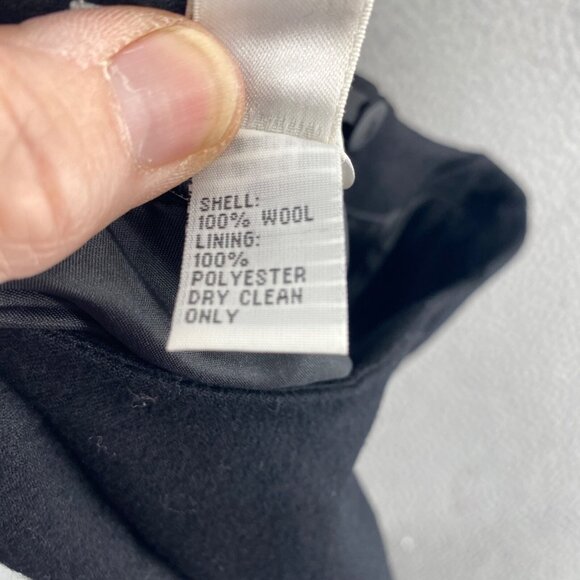 SHELL:
100% WOOL
LINING:
100%
POLYESTER
DRY CLEAN
ONLY